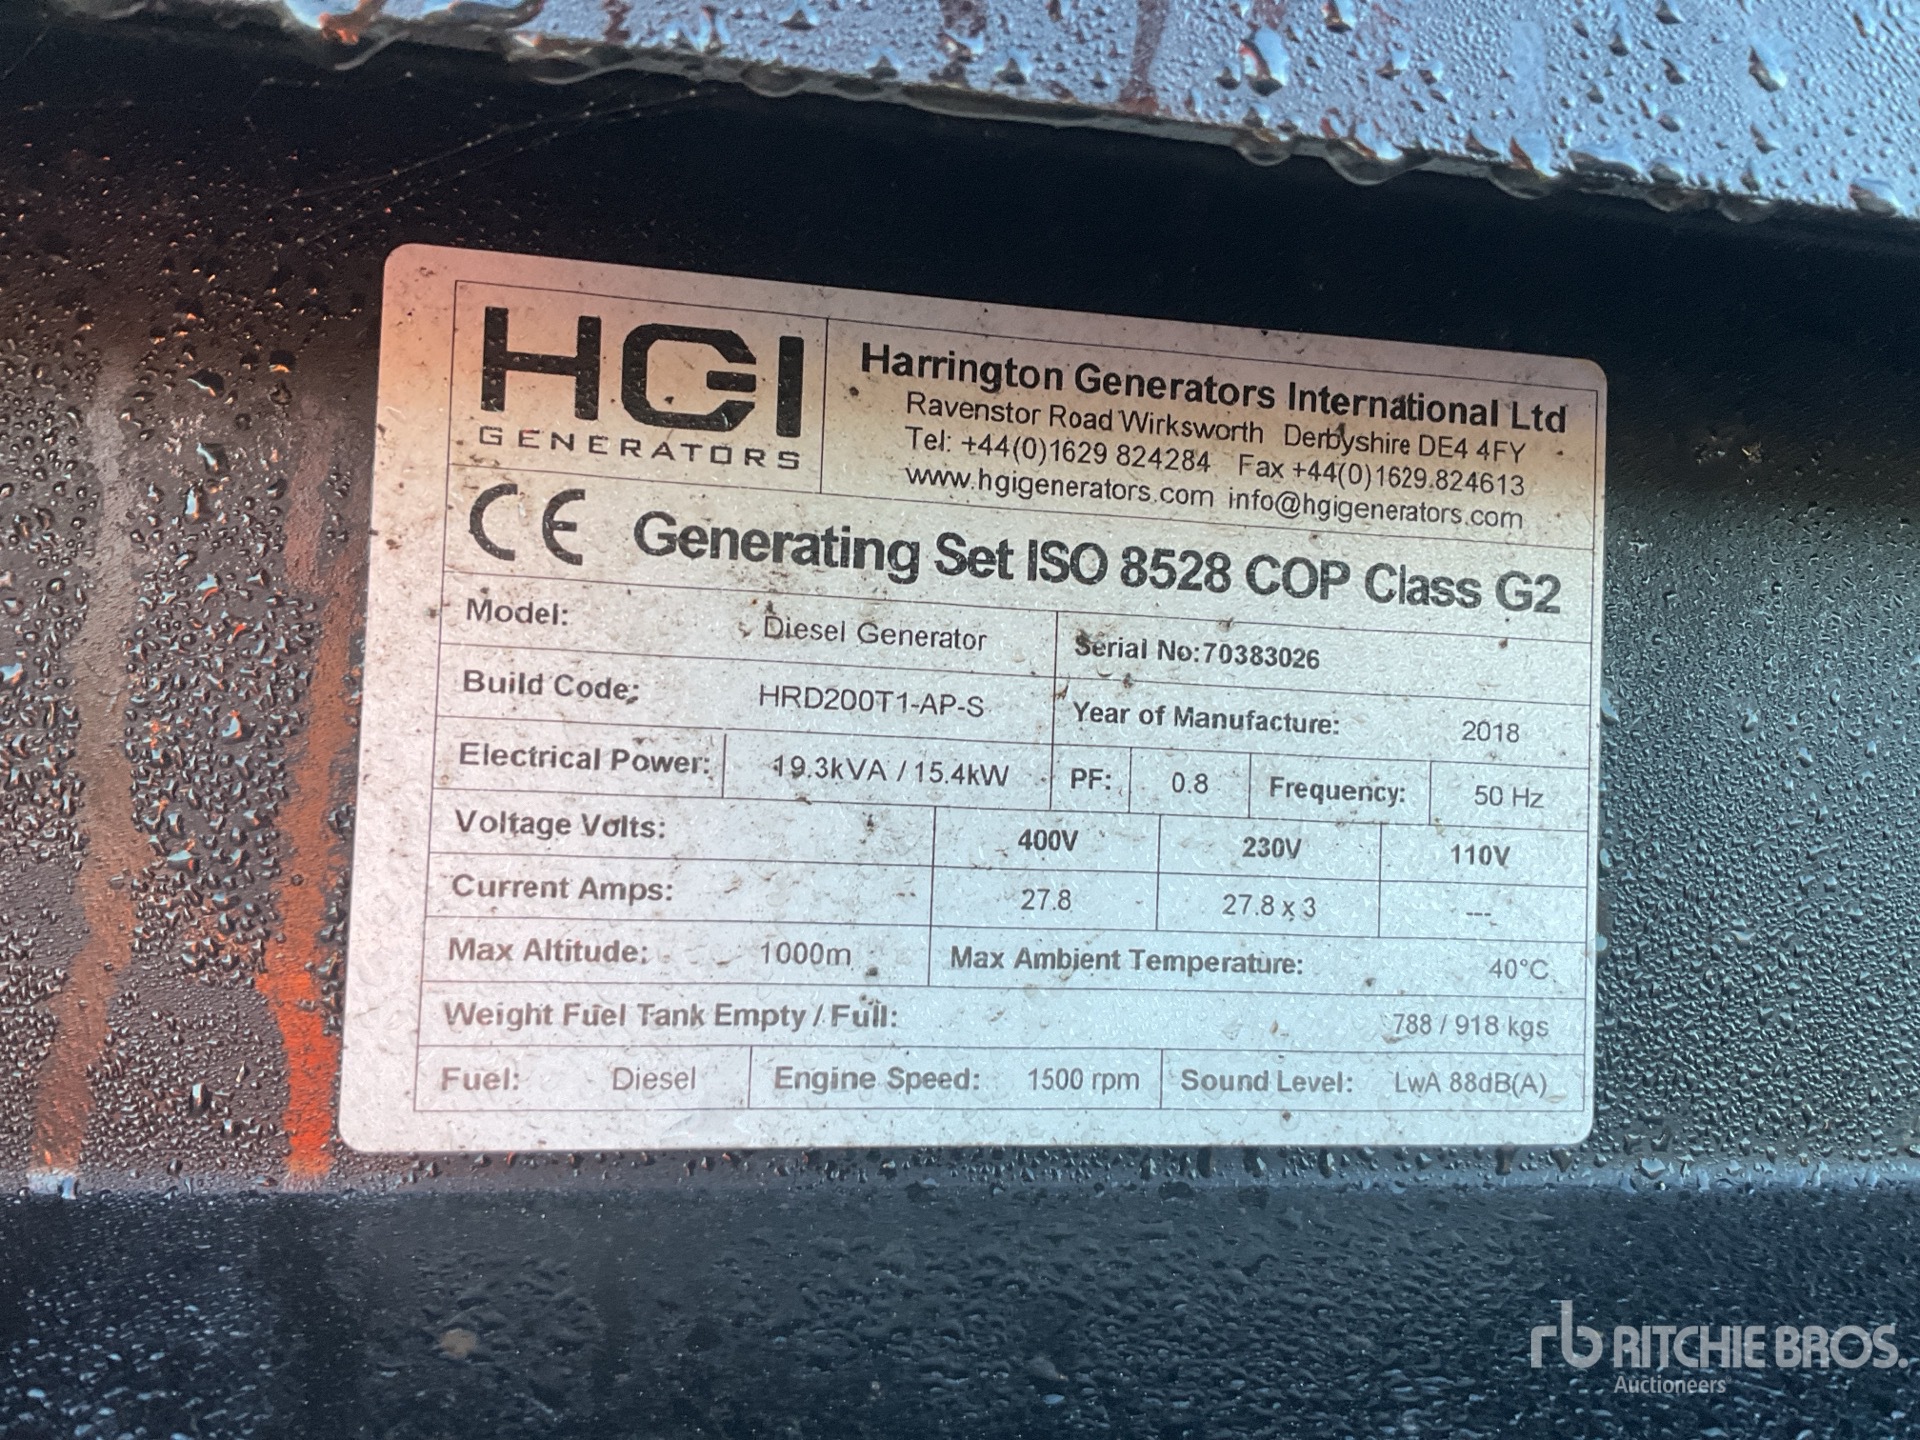 HGI
GENERATORS
Harrington Generators International Ltd
Ravenstor Road Wirksworth Derbyshire DE4 4FY
Tel: +44(0)1629 824284 Fax +44(0)1629.824613
www.hgigenerators.com info@hgigenerators.com
CE Generating Set ISO 8528 COP Class G2
Model: Diesel Generator Serial No:70383026
Build Code: HRD200T1-AP-S Year of Manufacture: 2018
Electrical Power: 19.3kVA / 15.4kW PF: 0.8 Frequency: 50 Hz
Voltage Volts: 400V 230V 110V
Current Amps: 27.8 27.8 x 3 ---
Max Altitude: 1000m Max Ambient Temperature: 40°C
Weight Fuel Tank Empty / Full: 788 / 918 kgs
Fuel: Diesel Engine Speed: 1500 rpm Sound Level: LwA 88dB(A)
rb RITCHIE BROS.
Auctioneers